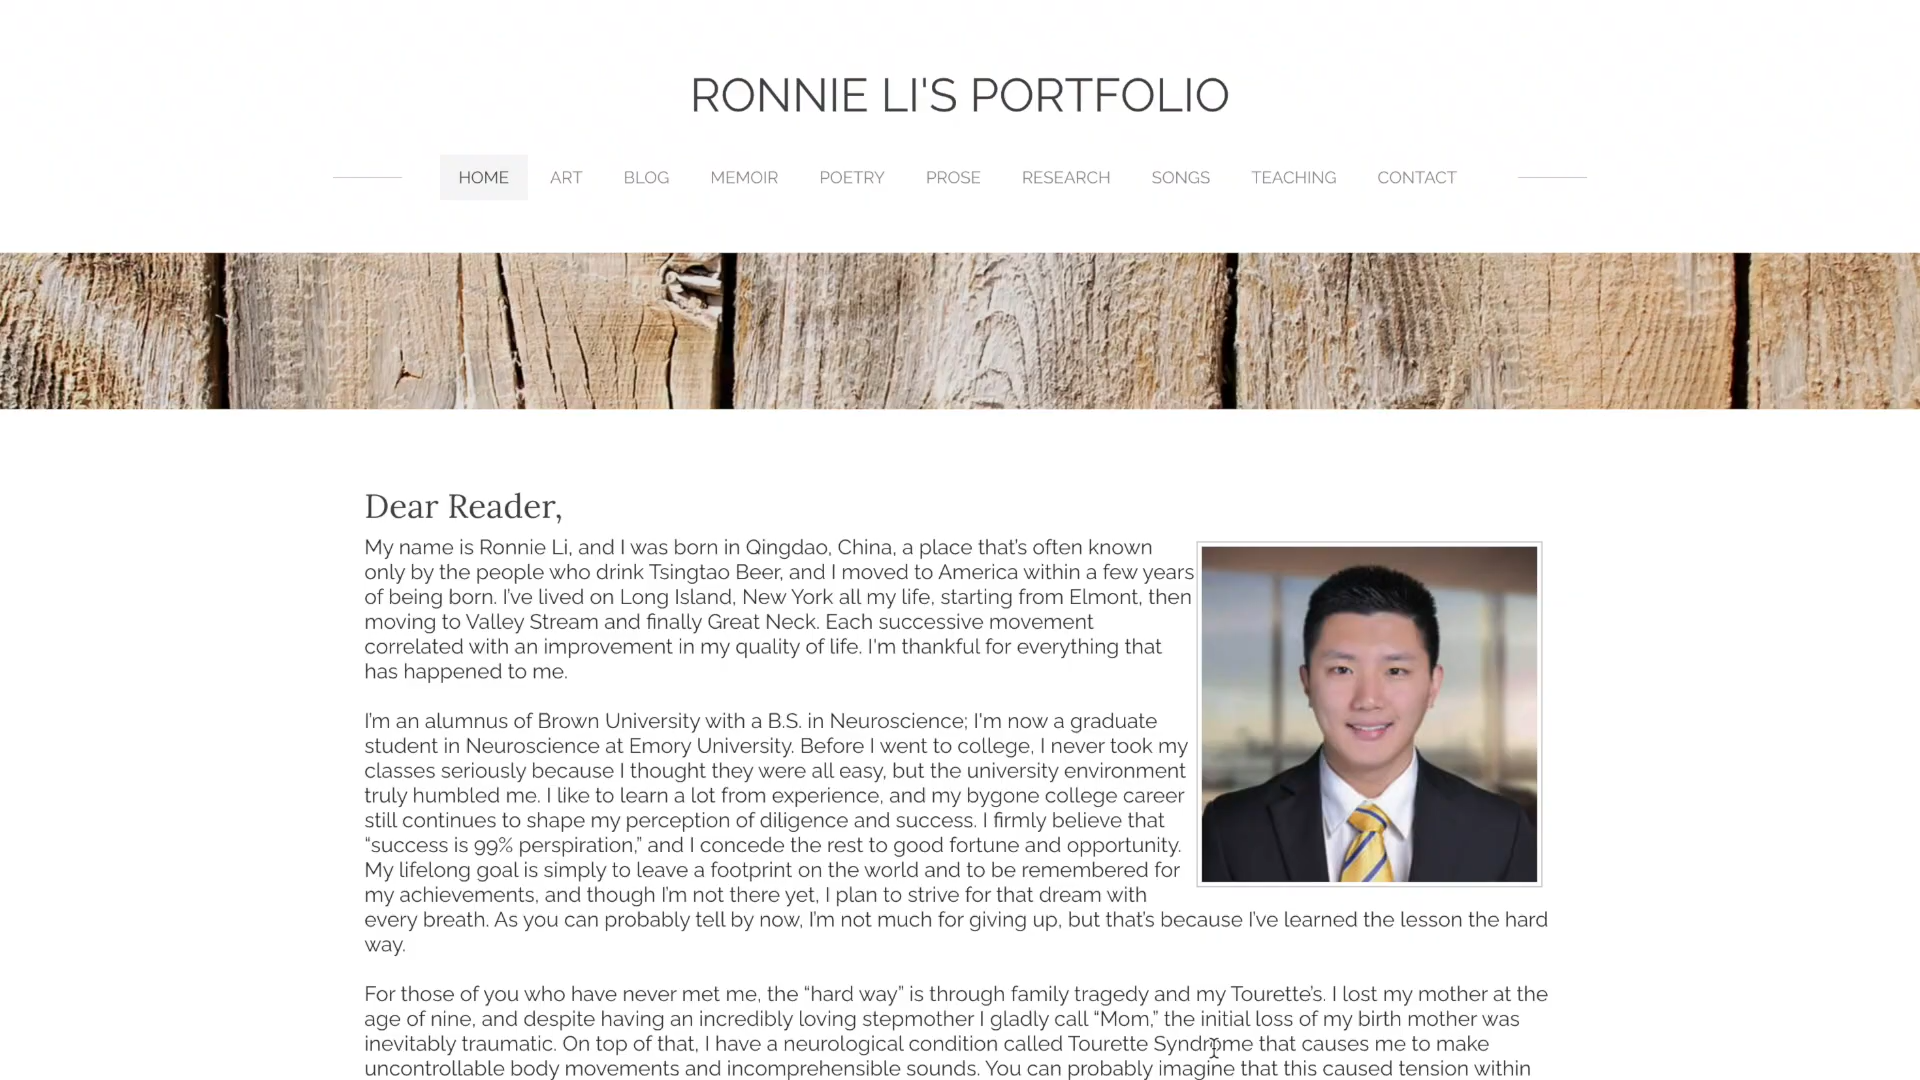 RONNIE LI'S PORTFOLIO
HOME ART BLOG MEMOIR POETRY PROSE RESEARCH SONGS TEACHING CONTACT
Dear Reader,
My name is Ronnie Li, and I was born in Qingdao, China, a place that’s often known
only by the people who drink Tsingtao Beer, and I moved to America within a few years
of being born. I’ve lived on Long Island, New York all my life, starting from Elmont, then
moving to Valley Stream and finally Great Neck. Each successive movement
correlated with an improvement in my quality of life. I'm thankful for everything that
has happened to me.
I’m an alumnus of Brown University with a B.S. in Neuroscience; I'm now a graduate
student in Neuroscience at Emory University. Before I went to college, I never took my
classes seriously because I thought they were all easy, but the university environment
truly humbled me. I like to learn a lot from experience, and my bygone college career
still continues to shape my perception of diligence and success. I firmly believe that
“success is 99% perspiration,” and I concede the rest to good fortune and opportunity.
My lifelong goal is simply to leave a footprint on the world and to be remembered for
my achievements, and though I’m not there yet, I plan to strive for that dream with
every breath. As you can probably tell by now, I’m not much for giving up, but that’s because I’ve learned the lesson the hard
way.
For those of you who have never met me, the “hard way” is through family tragedy and my Tourette’s. I lost my mother at the
age of nine, and despite having an incredibly loving stepmother I gladly call “Mom,” the initial loss of my birth mother was
inevitably traumatic. On top of that, I have a neurological condition called Tourette Syndrome that causes me to make
uncontrollable body movements and incomprehensible sounds. You can probably imagine that this caused tension within